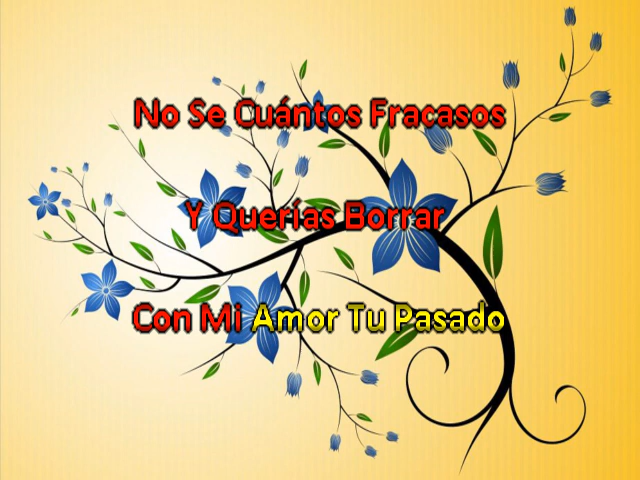 No Se Cuántos Fracasos
Y Querías Borrar
Con Mi Amor Tu Pasado